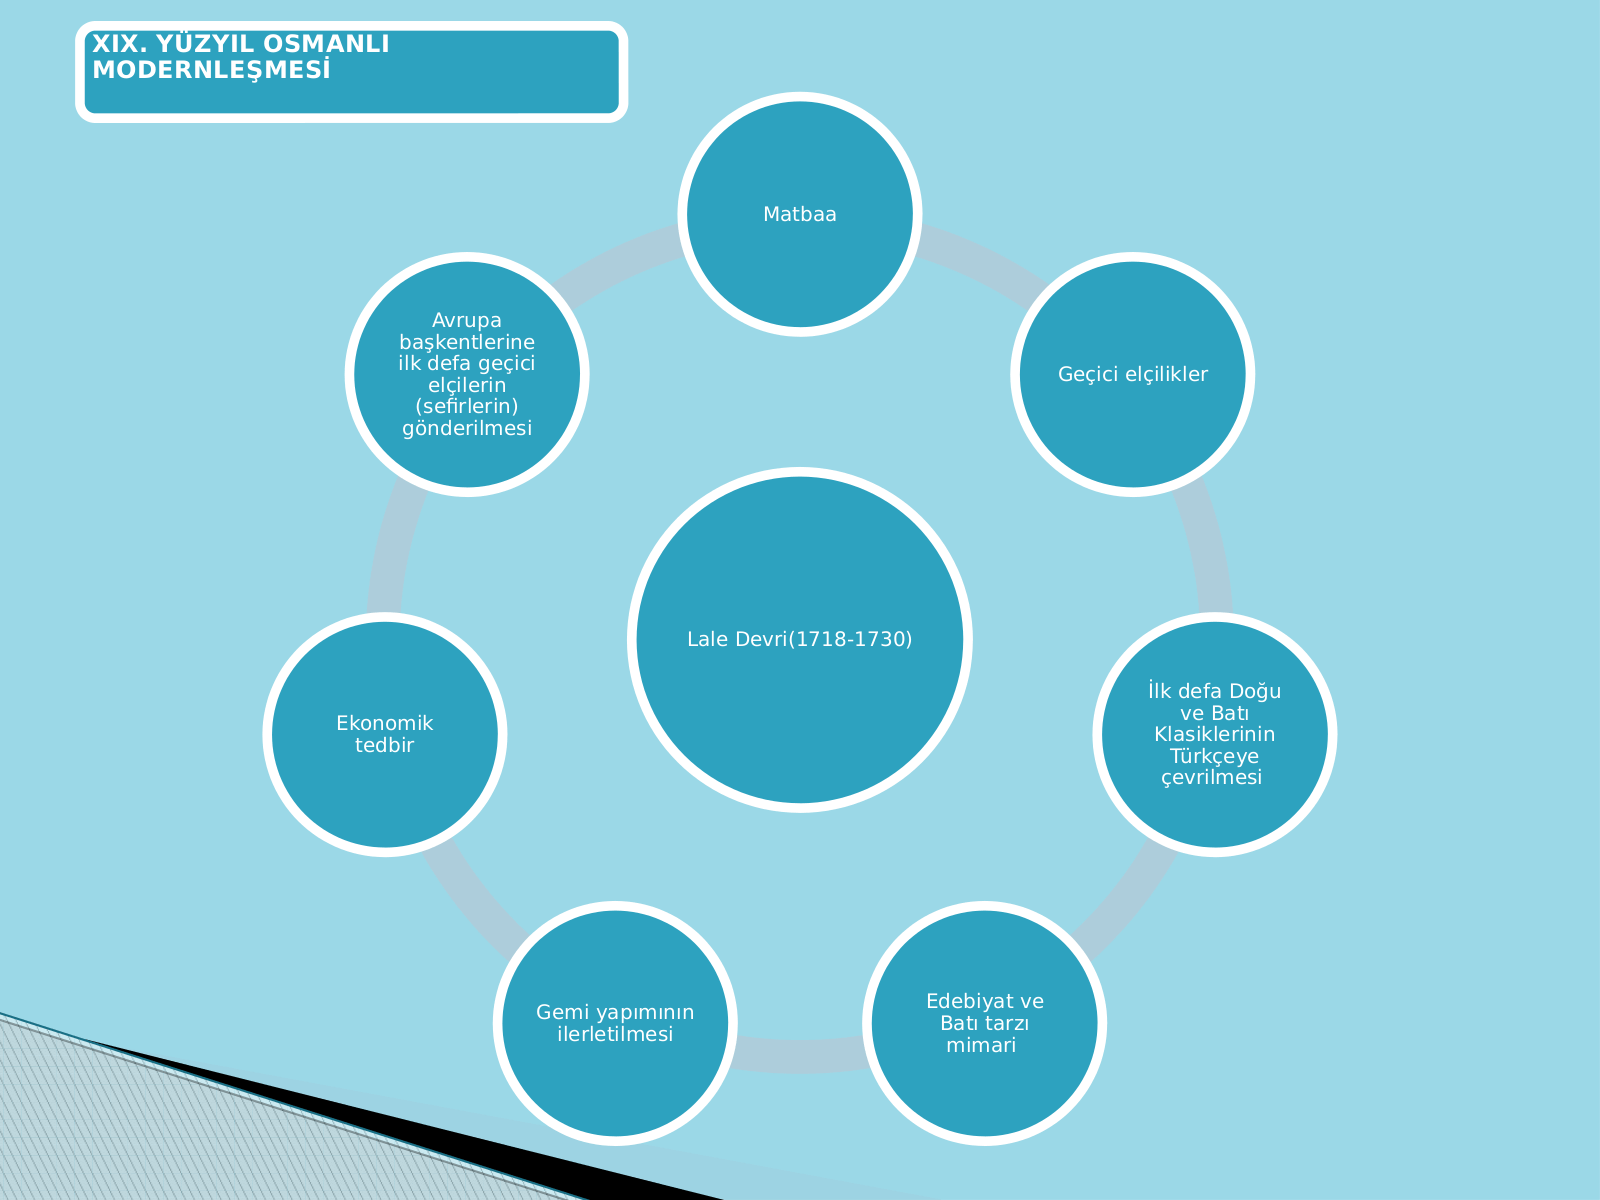 XIX. YÜZYIL OSMANLI
MODERNLEŞMESİ
Matbaa
Geçici elçilikler
İlk defa Doğu
ve Batı
Klasiklerinin
Türkçeye
çevrilmesi
Edebiyat ve
Batı tarzı
mimari
Gemi yapımının
ilerletilmesi
Ekonomik
tedbir
Avrupa
başkentlerine
ilk defa geçici
elçilerin
(sefirlerin)
gönderilmesi
Lale Devri(1718-1730)